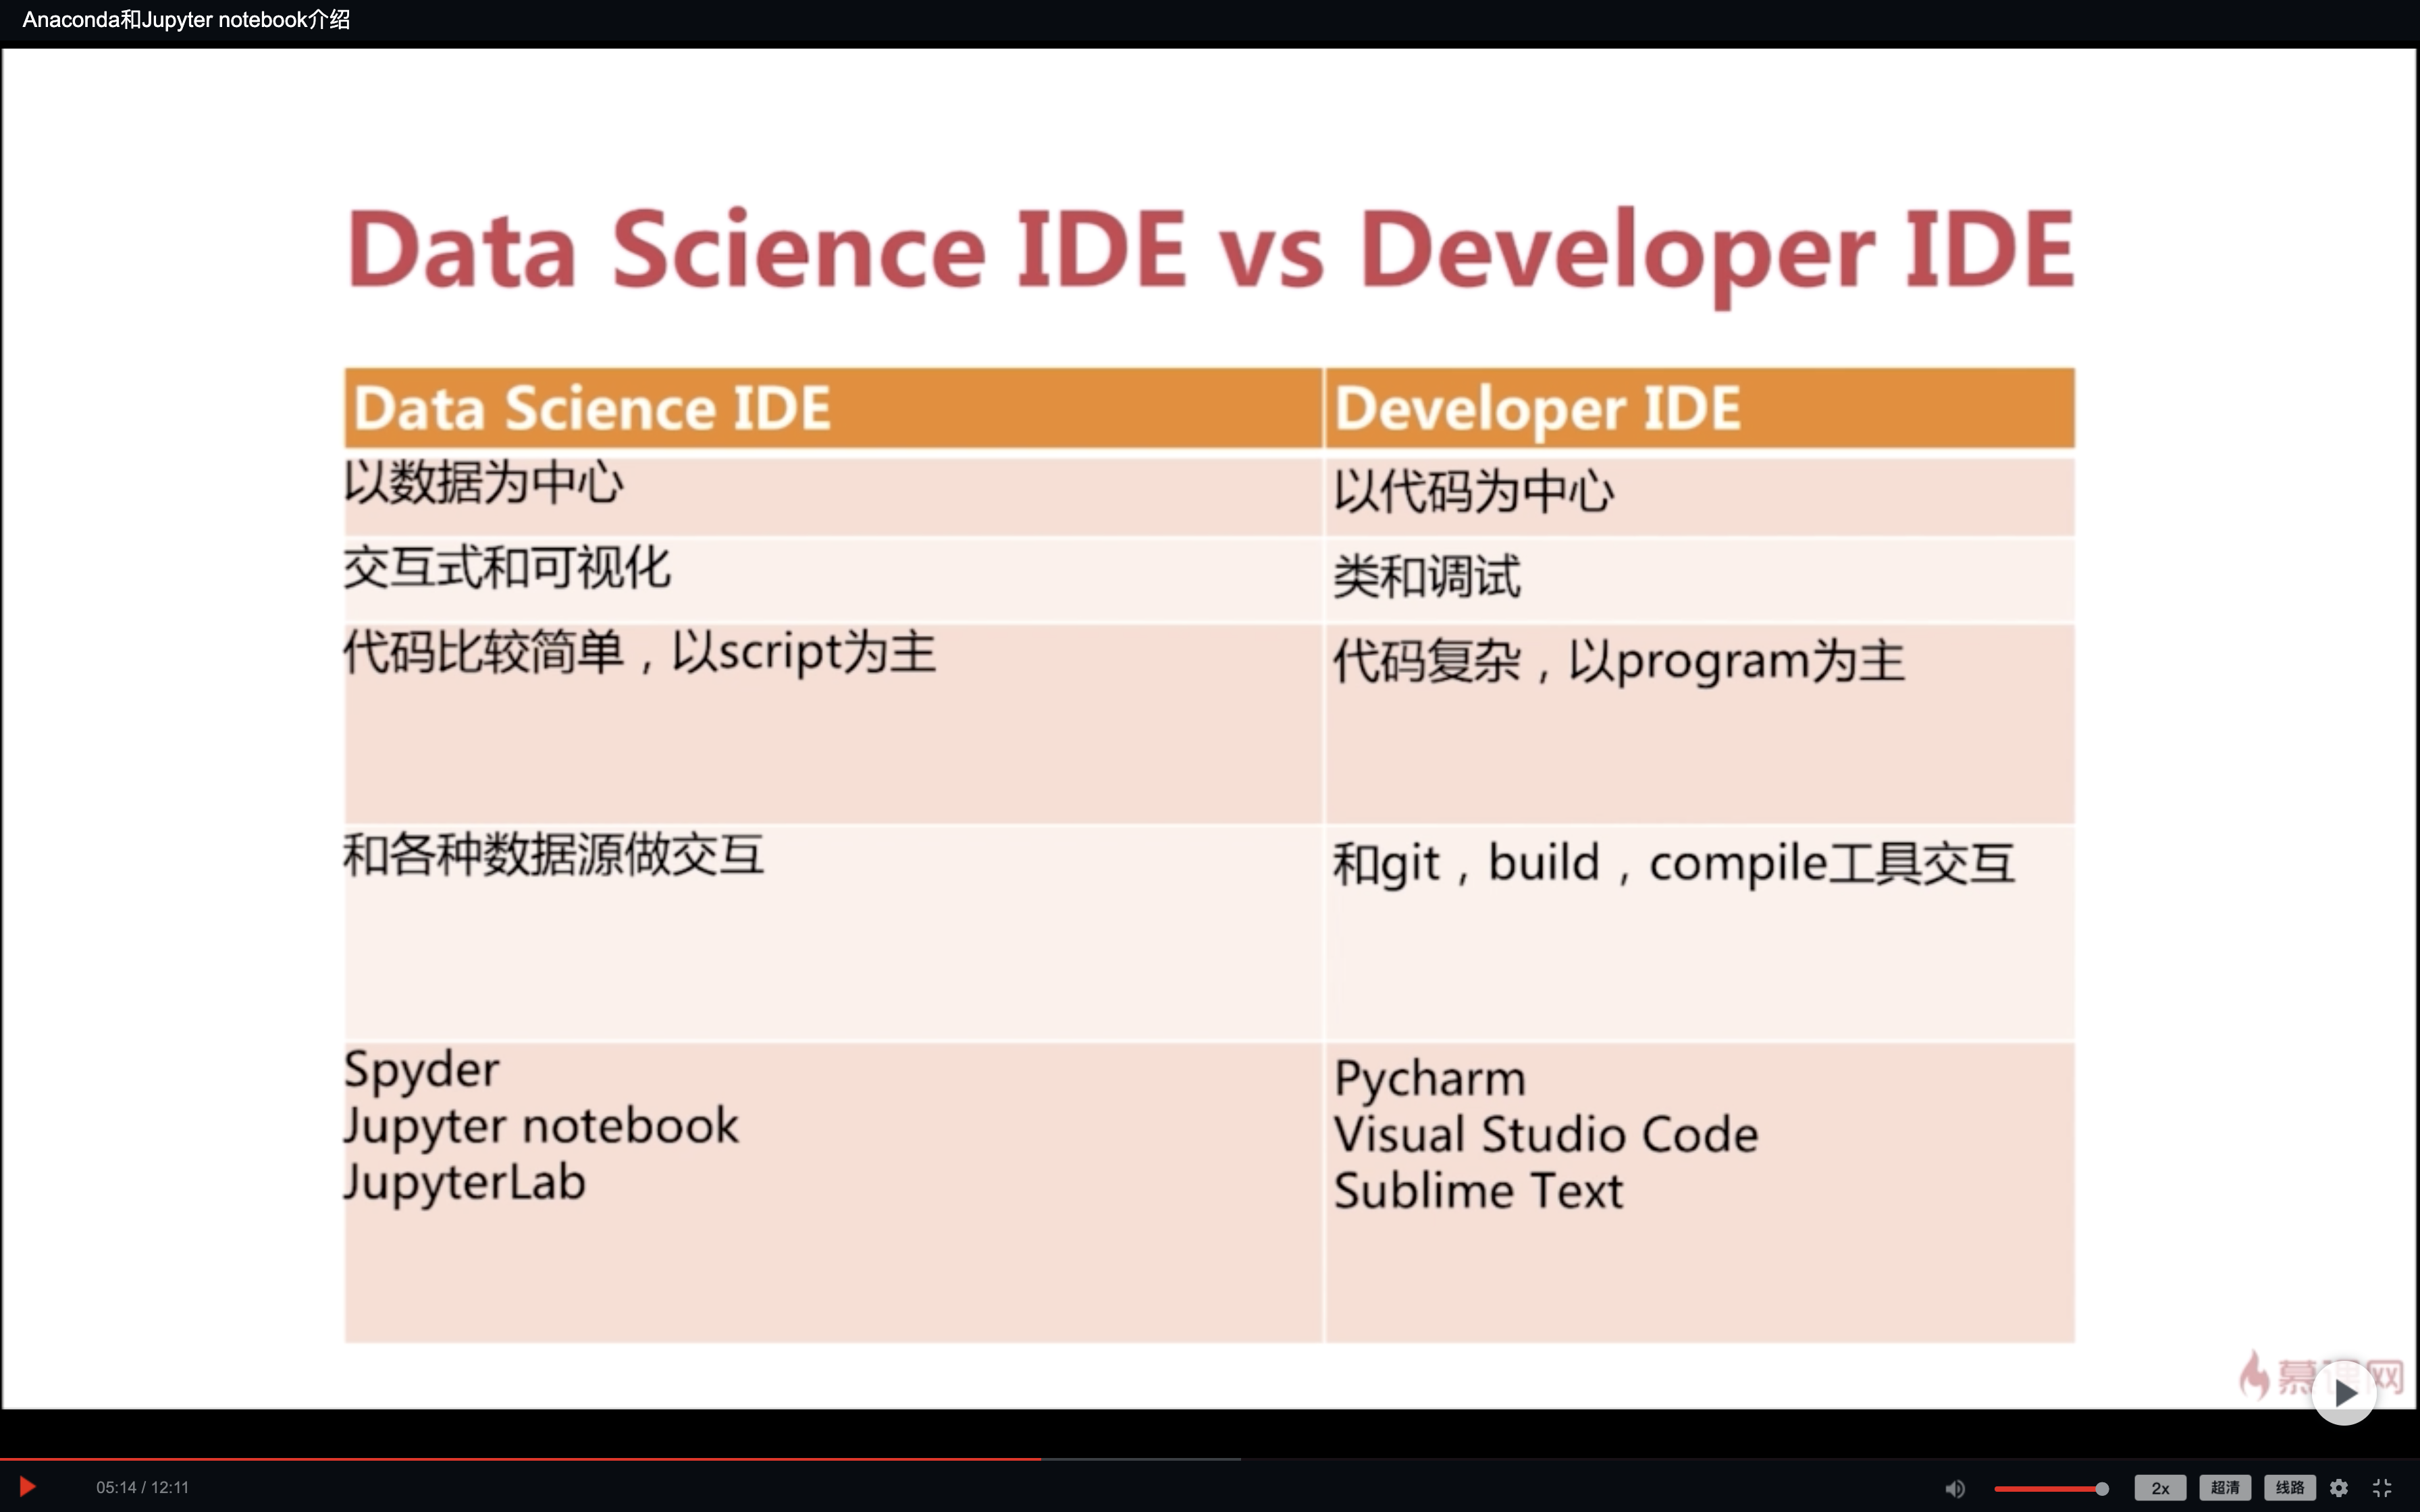 Anaconda和Jupyter notebook介绍
Data Science IDE vs Developer IDE
Data Science IDE
Developer IDE
以数据为中心
以代码为中心
交互式和可视化
类和调试
代码比较简单，以script为主
代码复杂，以program为主
和各种数据源做交互
和git，build，compile工具交互
Spyder
Jupyter notebook
JupyterLab
Pycharm
Visual Studio Code
Sublime Text
05:14 / 12:11
2x
超清
线路